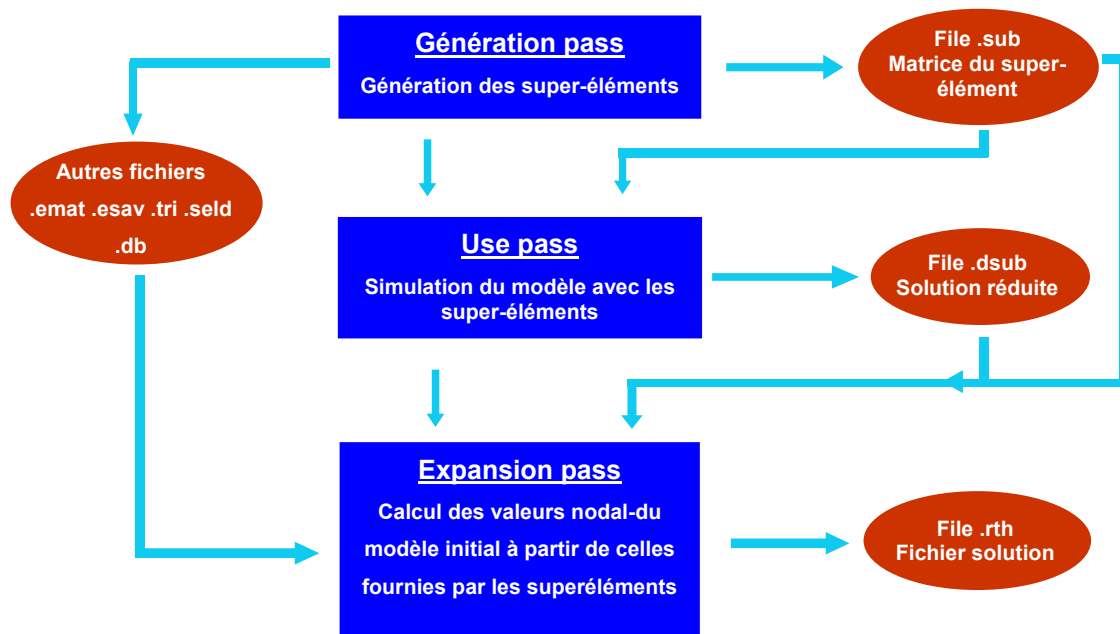 Génération pass
Génération des super-éléments
File .sub
Matrice du super-
élément
Autres fichiers
.emat .esav .tri .seld
.db
Use pass
Simulation du modèle avec les
super-éléments
File .dsub
Solution réduite
Expansion pass
Calcul des valeurs nodal-du
modèle initial à partir de celles
fournies par les superéléments
File .rth
Fichier solution